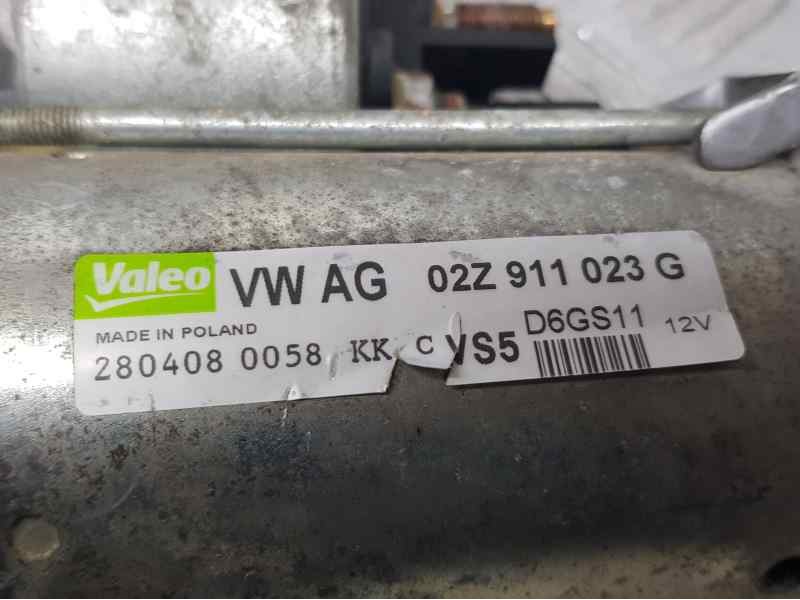 Valeo VW AG 02Z 911 023 G
MADE IN POLAND D6GS11 12V
280408 0058 KK C VS5